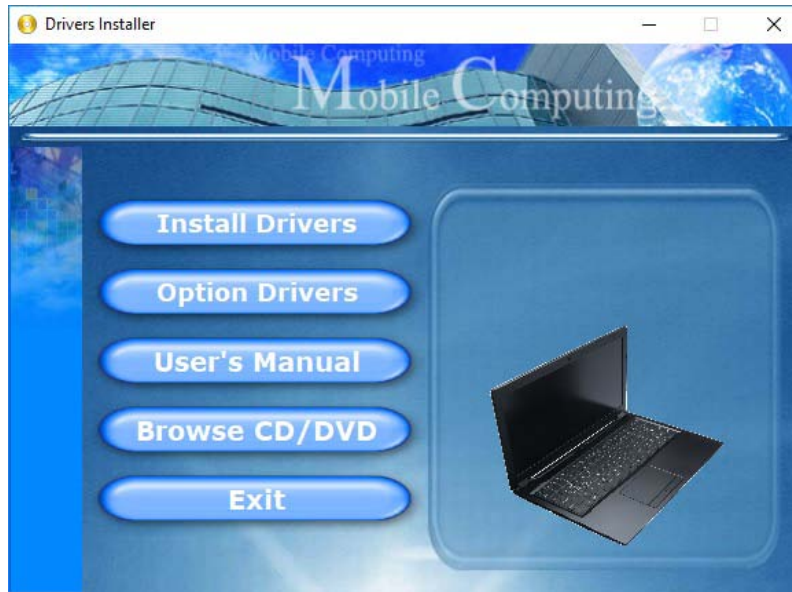 Drivers Installer
Mobile Computing
Mobile Computing
Install Drivers
Option Drivers
User's Manual
Browse CD/DVD
Exit